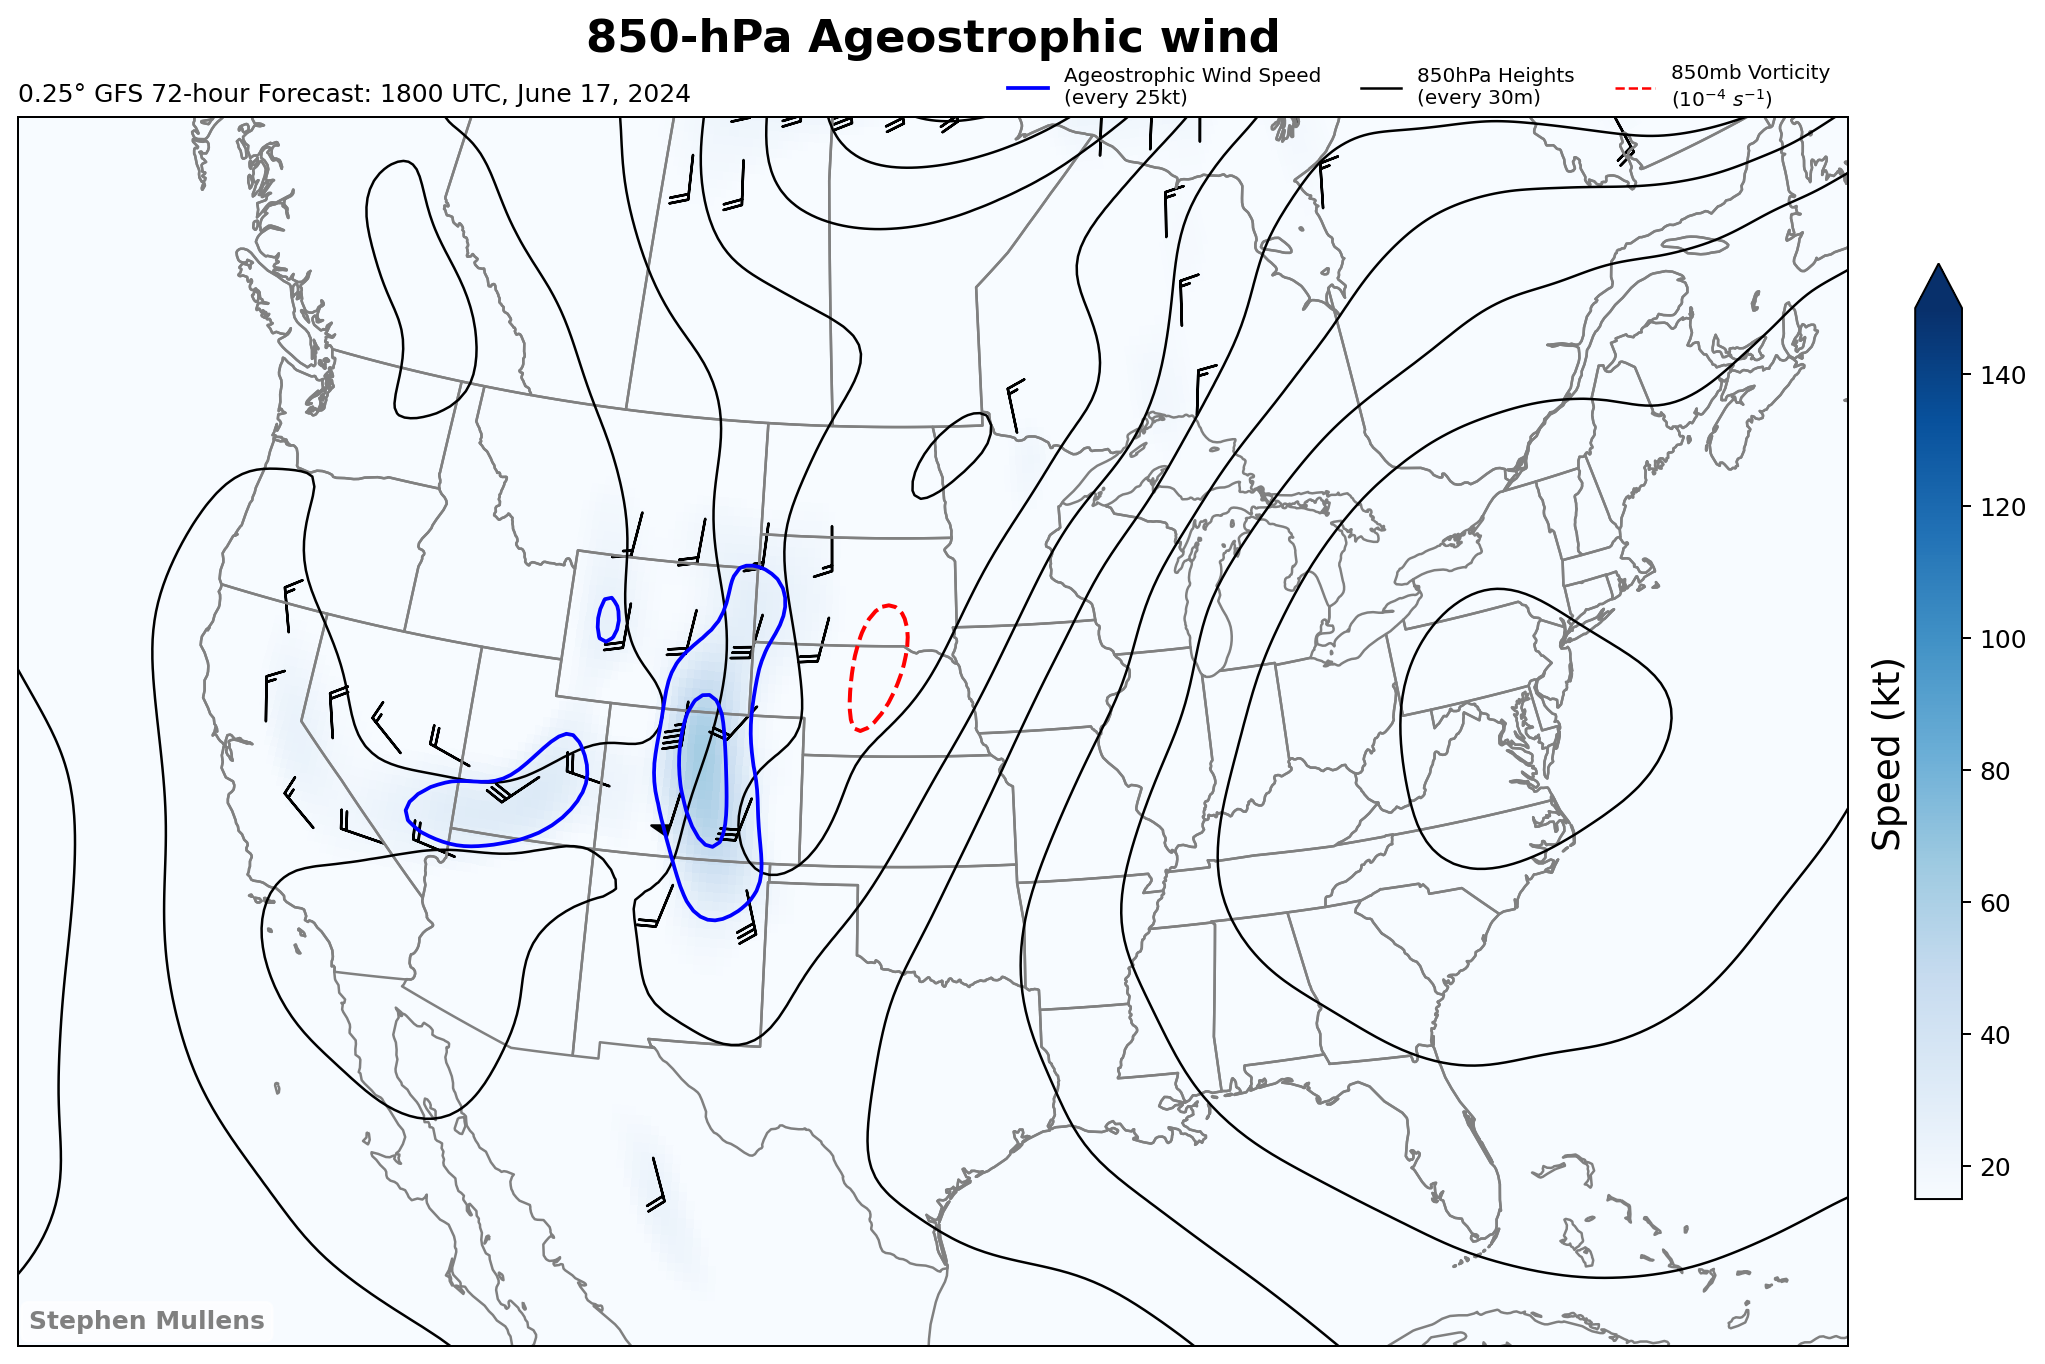 850-hPa Ageostrophic wind
0.25° GFS 72-hour Forecast: 1800 UTC, June 17, 2024
Ageostrophic Wind Speed
(every 25kt)
850hPa Heights
(every 30m)
850mb Vorticity
(10⁻⁴ s⁻¹)
140
120
100
80
60
40
20
Speed (kt)
Stephen Mullens